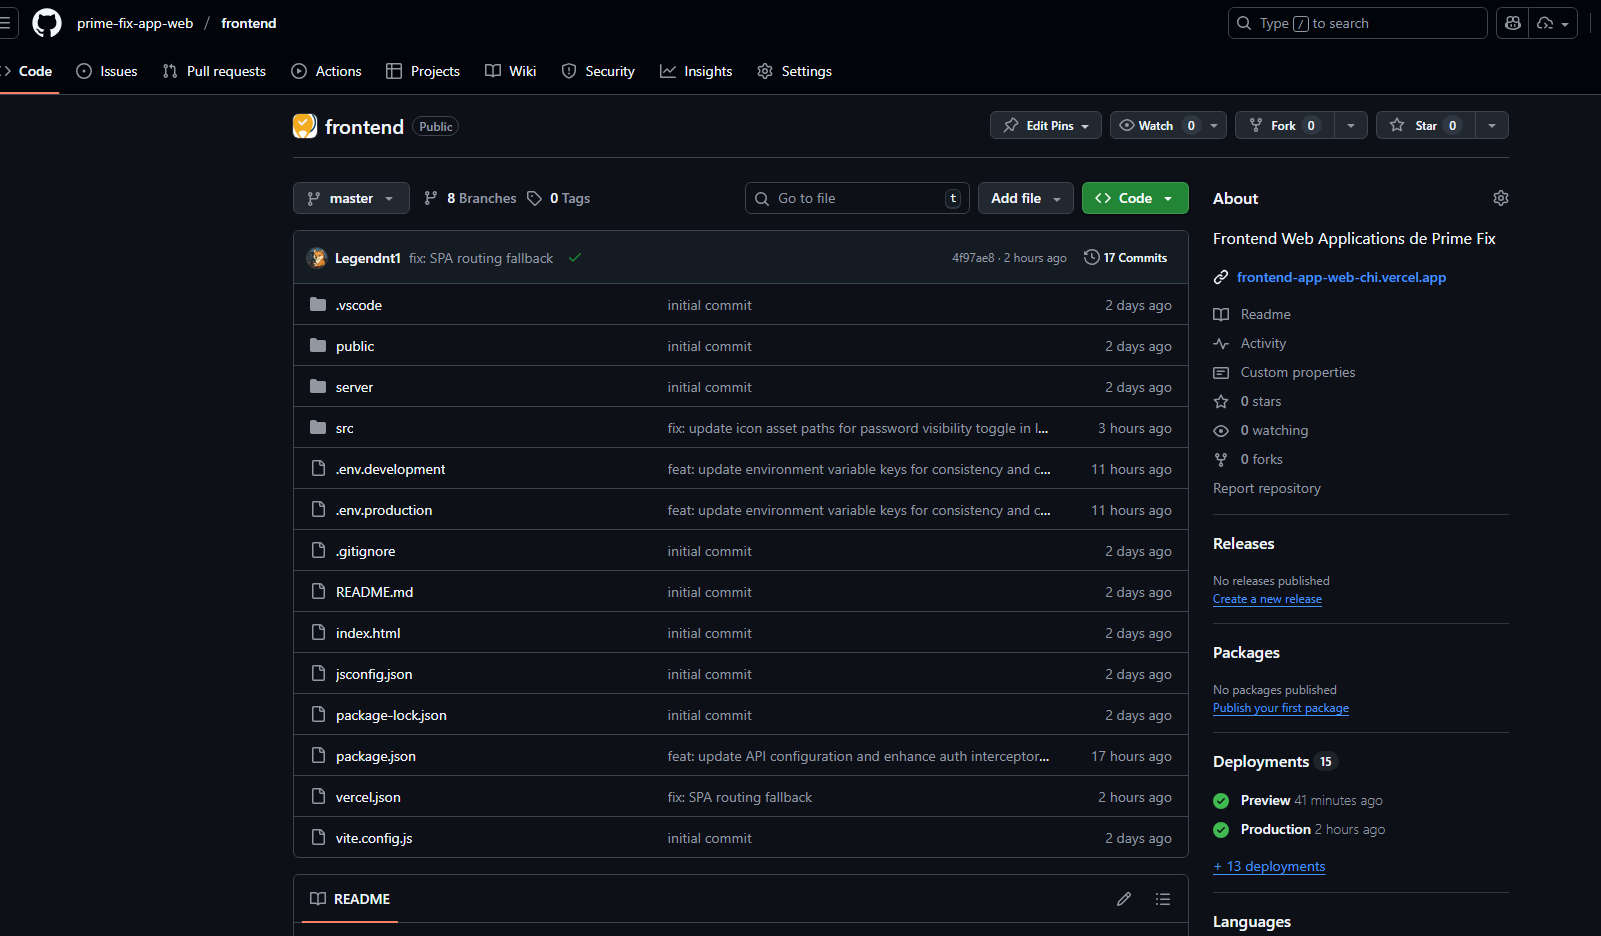 prime-fix-app-web / frontend
Type / to search
Code Issues Pull requests Actions Projects Wiki Security Insights Settings
frontend Public
Edit Pins Watch 0 Fork 0 Star 0
master 8 Branches 0 Tags Go to file t Add file Code
Legendnt1 fix: SPA routing fallback 4f97ae8 · 2 hours ago 17 Commits
.vscode initial commit 2 days ago
public initial commit 2 days ago
server initial commit 2 days ago
src fix: update icon asset paths for password visibility toggle in l... 3 hours ago
.env.development feat: update environment variable keys for consistency and c... 11 hours ago
.env.production feat: update environment variable keys for consistency and c... 11 hours ago
.gitignore initial commit 2 days ago
README.md initial commit 2 days ago
index.html initial commit 2 days ago
jsconfig.json initial commit 2 days ago
package-lock.json initial commit 2 days ago
package.json feat: update API configuration and enhance auth interceptor... 17 hours ago
vercel.json fix: SPA routing fallback 2 hours ago
vite.config.js initial commit 2 days ago
README
About
Frontend Web Applications de Prime Fix
frontend-app-web-chi.vercel.app
Readme
Activity
Custom properties
0 stars
0 watching
0 forks
Report repository
Releases
No releases published
Create a new release
Packages
No packages published
Publish your first package
Deployments 15
Preview 41 minutes ago
Production 2 hours ago
+ 13 deployments
Languages